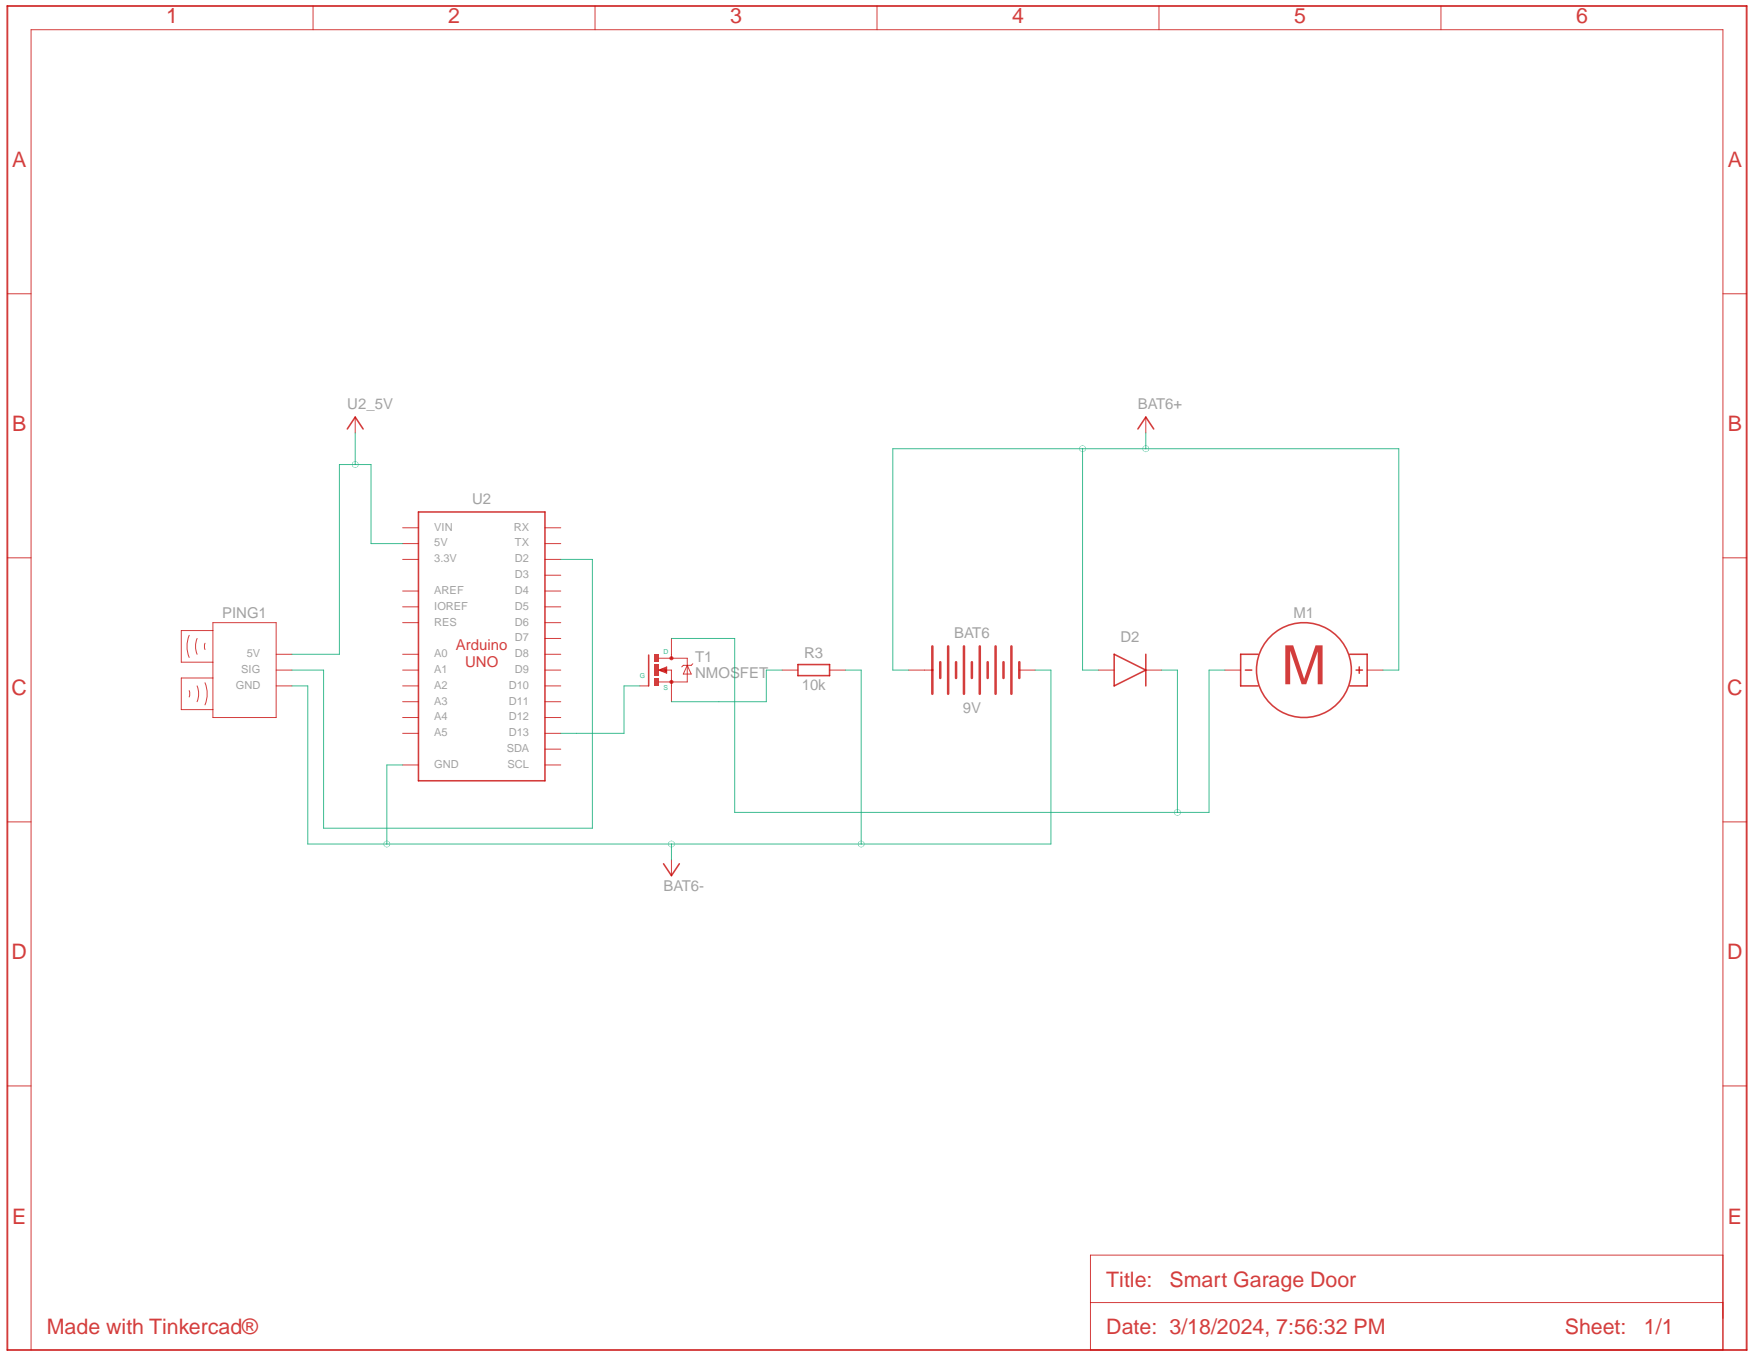 1 2 3 4 5 6
A A
U2_5V BAT6+
B B
U2
VIN RX
5V TX
3.3V D2
D3
AREF D4
IOREF D5
RES D6
D7
Arduino
UNO
A0 D8
A1 D9
A2 D10
A3 D11
A4 D12
A5 D13
SDA
GND SCL
PING1
5V
SIG
GND
D
G
S
T1
NMOSFET
R3
10k
BAT6
9V
D2
M1
- M +
C C
BAT6-
D D
E E
Title: Smart Garage Door
Made with Tinkercad®
Date: 3/18/2024, 7:56:32 PM Sheet: 1/1